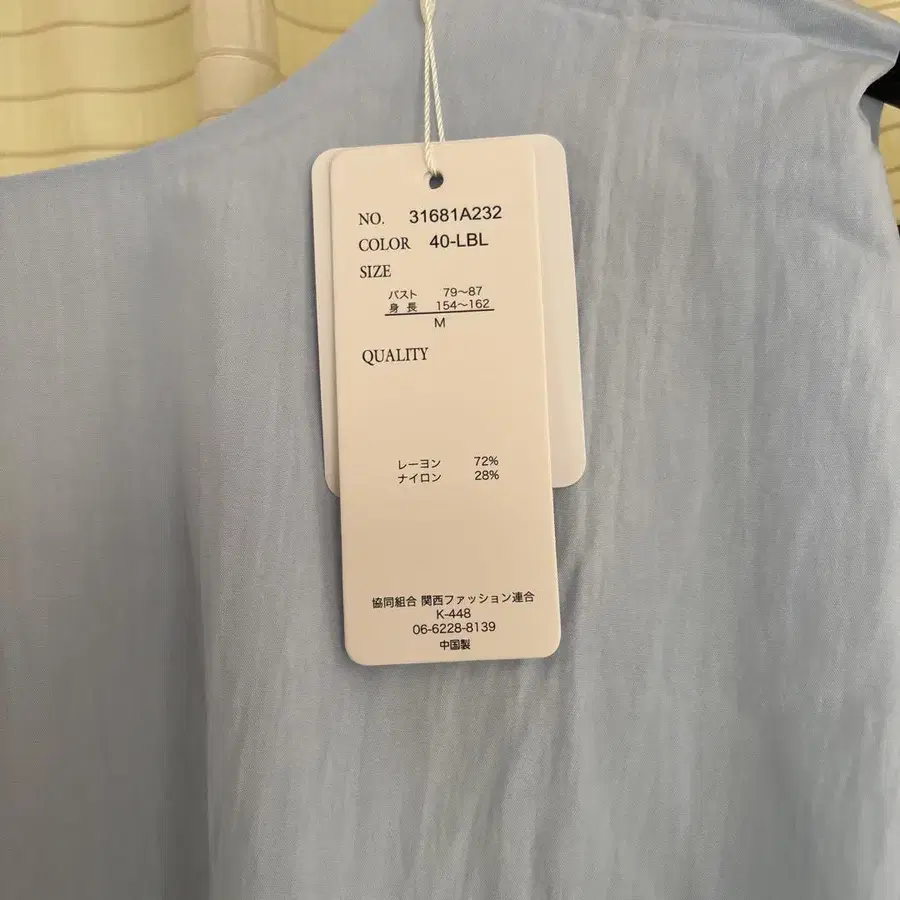 NO. 31681A232
COLOR 40-LBL
SIZE
バスト 79～87
身長 154～162
M
QUALITY
レーヨン 72%
ナイロン 28%
協同組合 関西ファッション連合
K-448
06-6228-8139
中国製